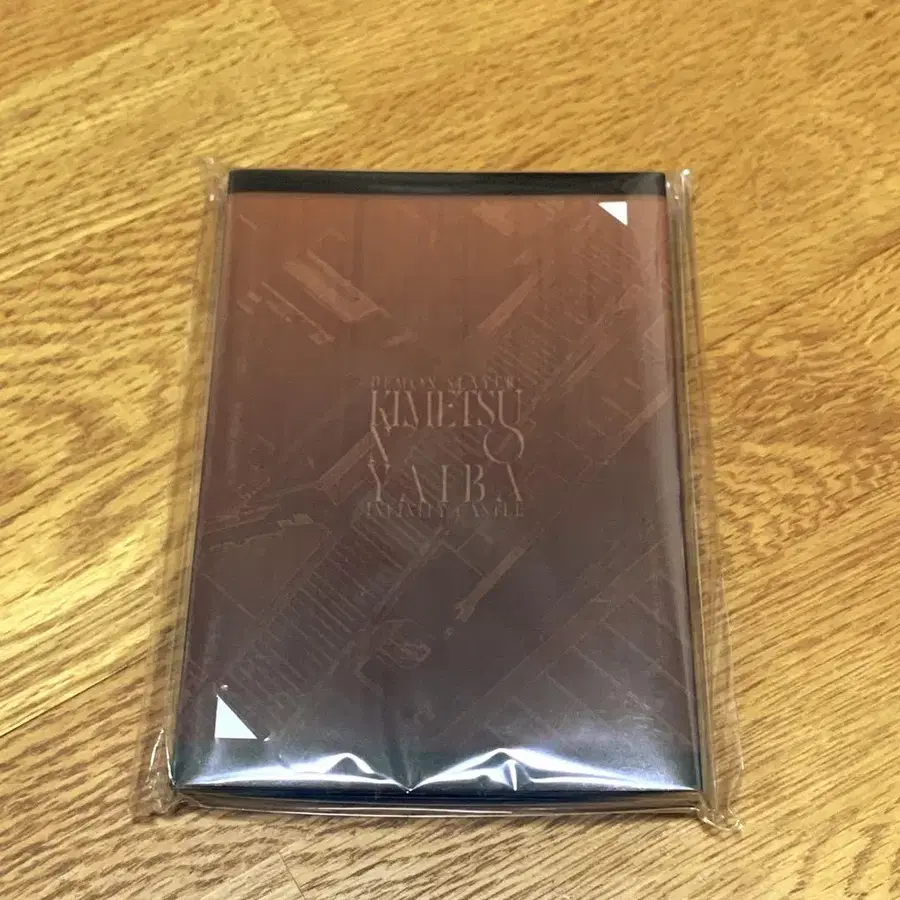 DEMON SLAYER:
KIMETSU
NO
YAIBA
INFINITY CASTLE